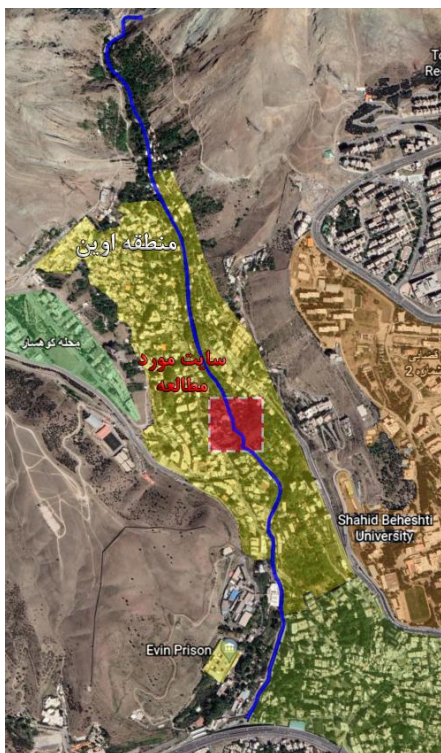 منطقه اوین
محله کوهسار
سایت مورد
مطالعه
Shahid Beheshti
University
Evin Prison